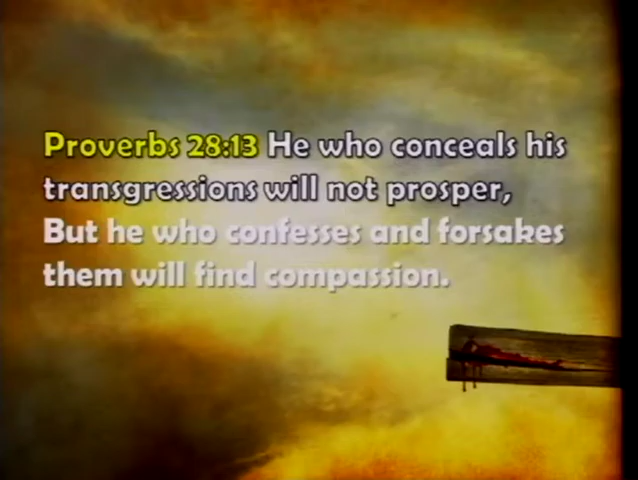 Proverbs 28:13 He who conceals his
transgressions will not prosper,
But he who confesses and forsakes
them will find compassion.